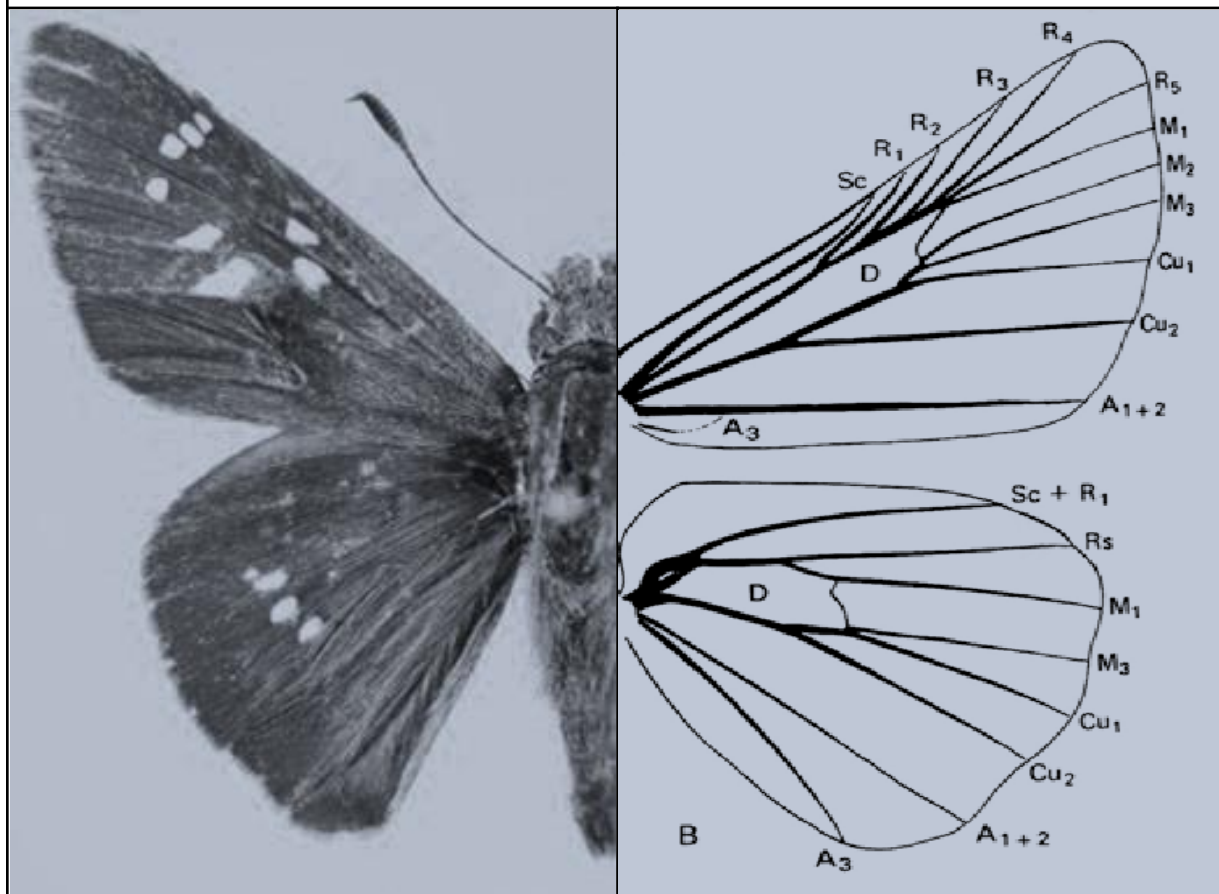 R₄
R₃
R₅
R₂
M₁
R₁
M₂
Sc
M₃
D
Cu₁
Cu₂
A₁₊₂
A₃
Sc + R₁
Rs
D
M₁
M₃
Cu₁
Cu₂
B
A₁₊₂
A₃